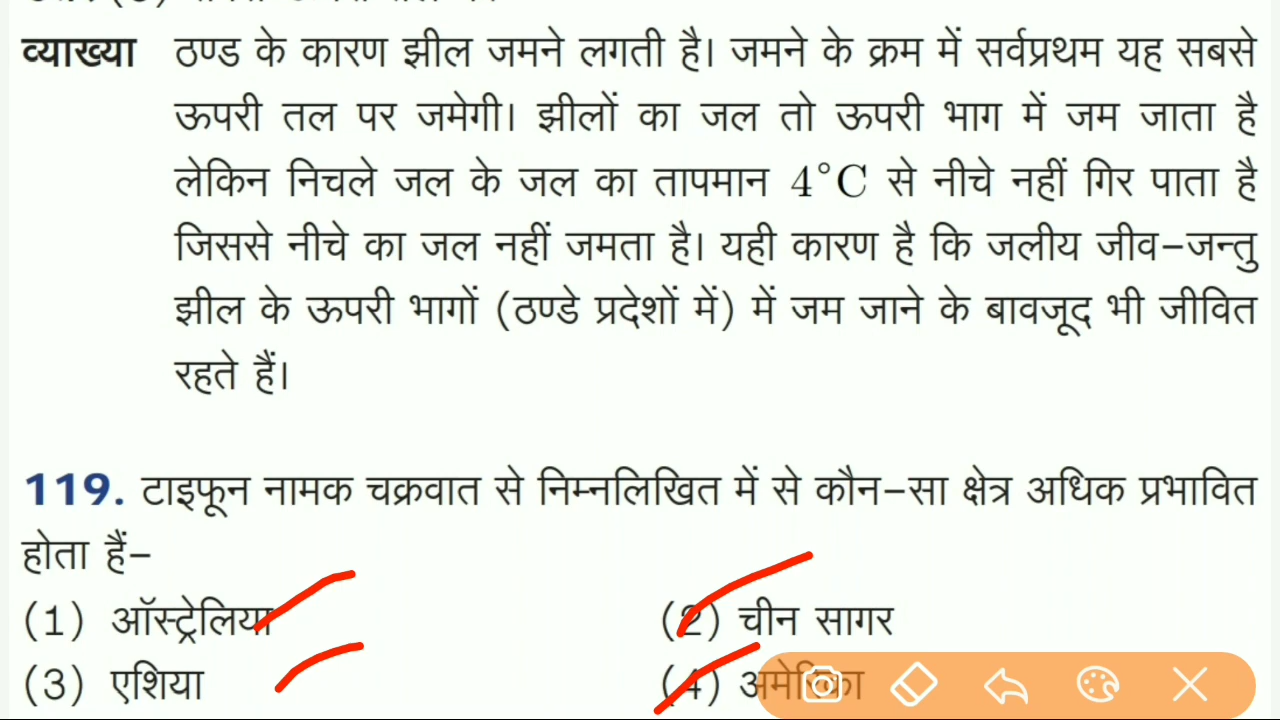 व्याख्या ठण्ड के कारण झील जमने लगती है। जमने के क्रम में सर्वप्रथम यह सबसे
ऊपरी तल पर जमेगी। झीलों का जल तो ऊपरी भाग में जम जाता है
लेकिन निचले जल के जल का तापमान 4°C से नीचे नहीं गिर पाता है
जिससे नीचे का जल नहीं जमता है। यही कारण है कि जलीय जीव-जन्तु
झील के ऊपरी भागों (ठण्डे प्रदेशों में) में जम जाने के बावजूद भी जीवित
रहते हैं।
119. टाइफून नामक चक्रवात से निम्नलिखित में से कौन-सा क्षेत्र अधिक प्रभावित
होता हैं-
(1) ऑस्ट्रेलिया (2) चीन सागर
(3) एशिया (4) अमेरिका